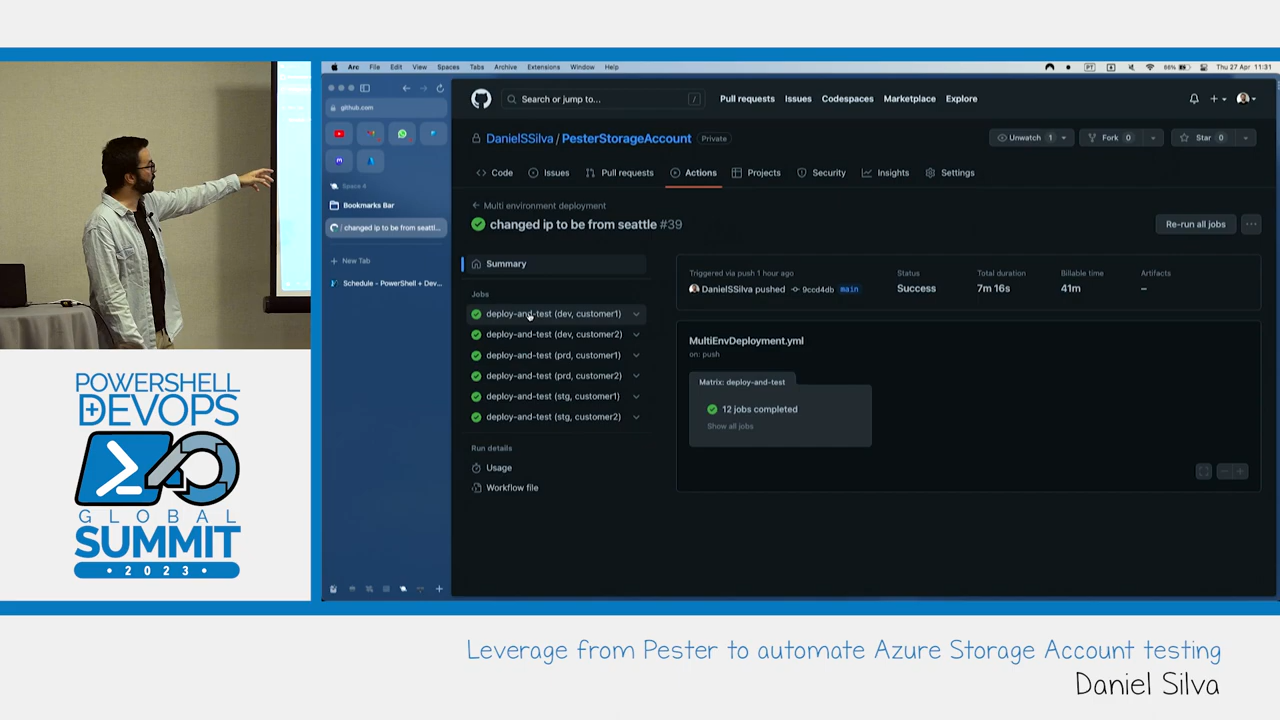 Arc File Edit View Spaces Tabs Archive Extensions Window Help
PT 66% Thu 27 Apr 11:31
github.com
Space 4
Bookmarks Bar
changed ip to be from seattl...
New Tab
Schedule - PowerShell + Dev...
Search or jump to... /
Pull requests Issues Codespaces Marketplace Explore
DanielSSilva / PesterStorageAccount Private
Unwatch 1 Fork 0 Star 0
Code Issues Pull requests Actions Projects Security Insights Settings
Multi environment deployment
changed ip to be from seattle #39
Re-run all jobs
Summary
Jobs
deploy-and-test (dev, customer1)
deploy-and-test (dev, customer2)
deploy-and-test (prd, customer1)
deploy-and-test (prd, customer2)
deploy-and-test (stg, customer1)
deploy-and-test (stg, customer2)
Run details
Usage
Workflow file
Triggered via push 1 hour ago
DanielSSilva pushed 9ccd4db main
Status
Success
Total duration
7m 16s
Billable time
41m
Artifacts
–
MultiEnvDeployment.yml
on: push
Matrix: deploy-and-test
12 jobs completed
Show all jobs
POWERSHELL
DEVOPS
GLOBAL
SUMMIT
2023
Leverage from Pester to automate Azure Storage Account testing
Daniel Silva